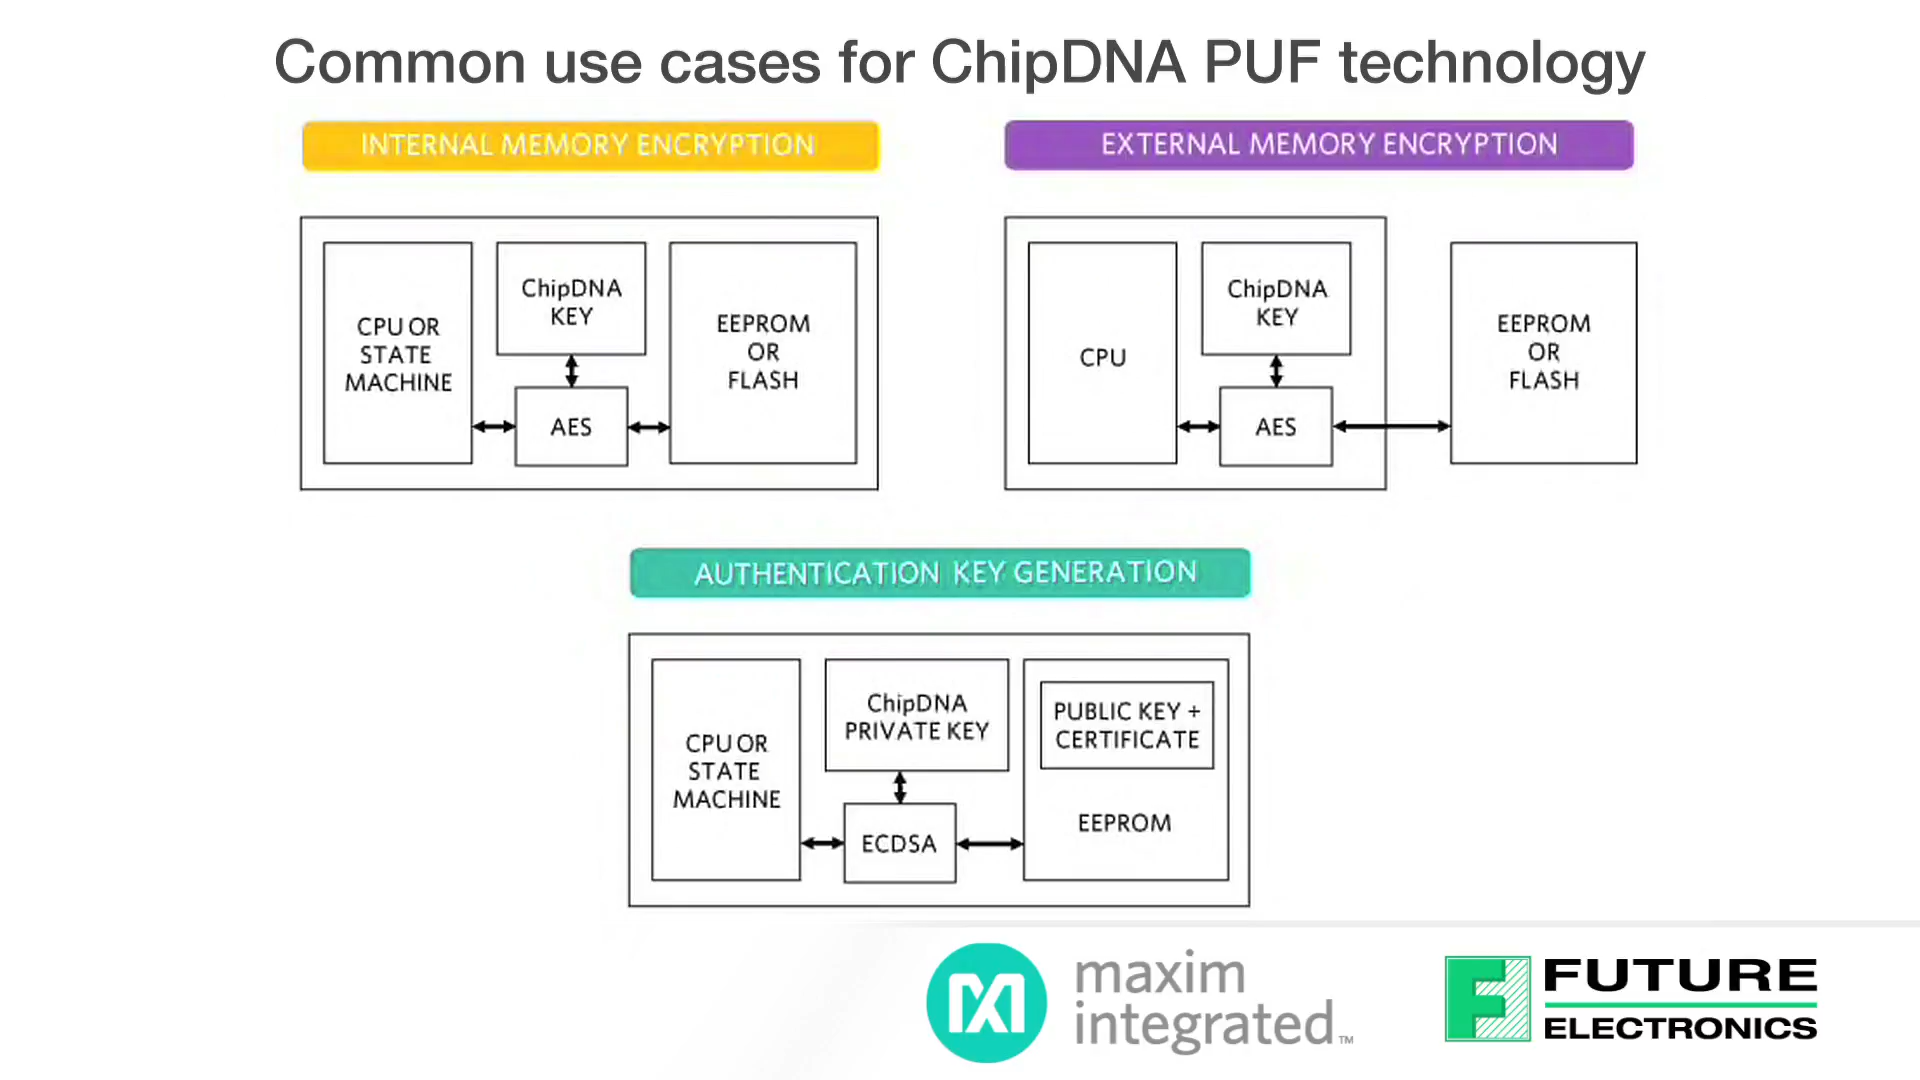 Common use cases for ChipDNA PUF technology
INTERNAL MEMORY ENCRYPTION
CPU OR
STATE
MACHINE
ChipDNA
KEY
AES
EEPROM
OR
FLASH
EXTERNAL MEMORY ENCRYPTION
CPU
ChipDNA
KEY
AES
EEPROM
OR
FLASH
AUTHENTICATION KEY GENERATION
CPU OR
STATE
MACHINE
ChipDNA
PRIVATE KEY
ECDSA
PUBLIC KEY +
CERTIFICATE
EEPROM
maxim
integrated™
FUTURE
ELECTRONICS